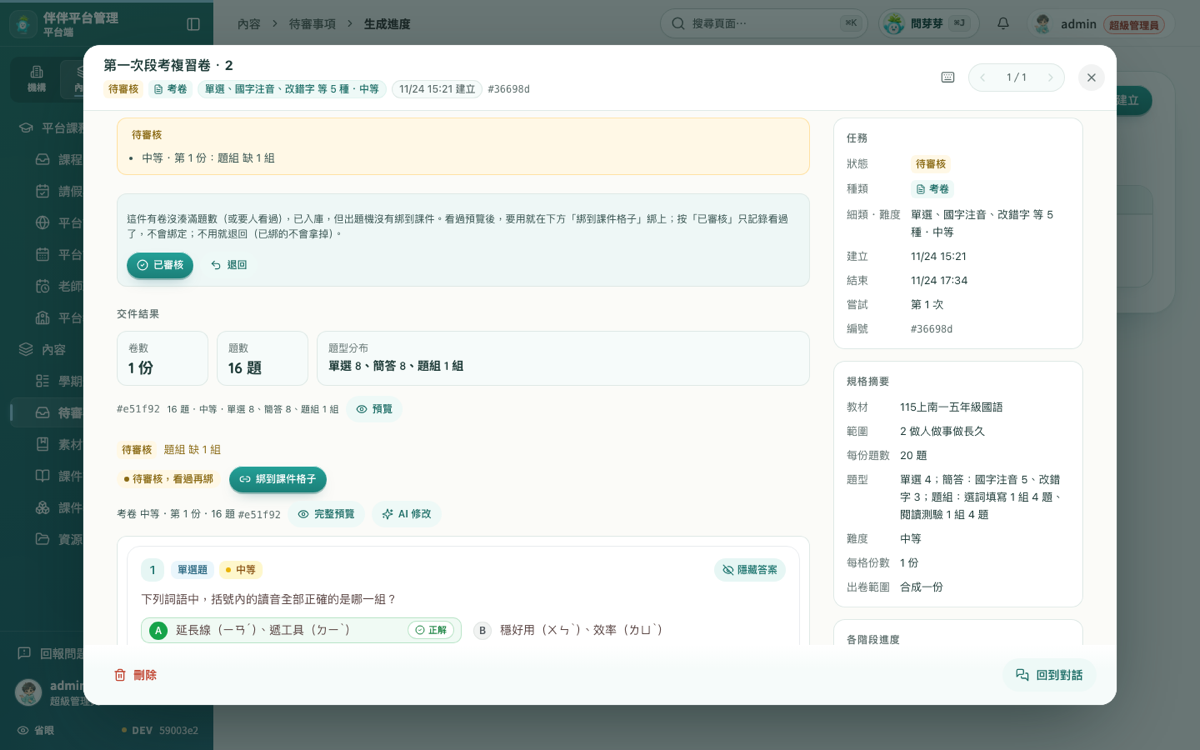 伴伴平台管理
平台端
內容 › 待審事項 › 生成進度
搜尋頁面… ⌘K
問芽芽 ⌘J
admin 超級管理員
機構
平台課
課程
請假
平台
平台
老師
平台
內容
學期
待審
素材
課件
課件
資源
回報問題
admin
超級管理
省眼
DEV 59003e2
建立
第一次段考複習卷 · 2
待審核 考卷 單選、國字注音、改錯字 等 5 種 · 中等 11/24 15:21 建立 #36698d
1 / 1
待審核
• 中等 · 第 1 份：題組 缺 1 組
這件有卷沒湊滿題數（或要人看過），已入庫，但出題機沒有綁到課件。看過預覽後，要用就在下方「綁到課件格子」綁上；按「已審核」只記錄看過
了，不會綁定；不用就退回（已綁的不會拿掉）。
已審核 退回
交件結果
卷數
1 份
題數
16 題
題型分布
單選 8、簡答 8、題組 1 組
#e51f92 16 題 · 中等 · 單選 8、簡答 8、題組 1 組 預覽
待審核 題組 缺 1 組
待審核，看過再綁 綁到課件格子
考卷 中等 · 第 1 份 · 16 題 #e51f92 完整預覽 AI 修改
1 單選題 中等 隱藏答案
下列詞語中，括號內的讀音全部正確的是哪一組？
A 延長線（ㄧㄢˊ）、遞工具（ㄉㄧˋ） 正解
B 穩好用（ㄨㄣˋ）、效率（ㄌㄩˋ）
刪除
回到對話
任務
狀態 待審核
種類 考卷
細類 · 難度 單選、國字注音、改錯字 等 5
種 · 中等
建立 11/24 15:21
結束 11/24 17:34
嘗試 第 1 次
編號 #36698d
規格摘要
教材 115上南一五年級國語
範圍 2 做人做事做長久
每份題數 20 題
題型 單選 4；簡答：國字注音 5、改錯
字 3；題組：選詞填寫 1 組 4 題、
閱讀測驗 1 組 4 題
難度 中等
每格份數 1 份
出卷範圍 合成一份
各階段進度